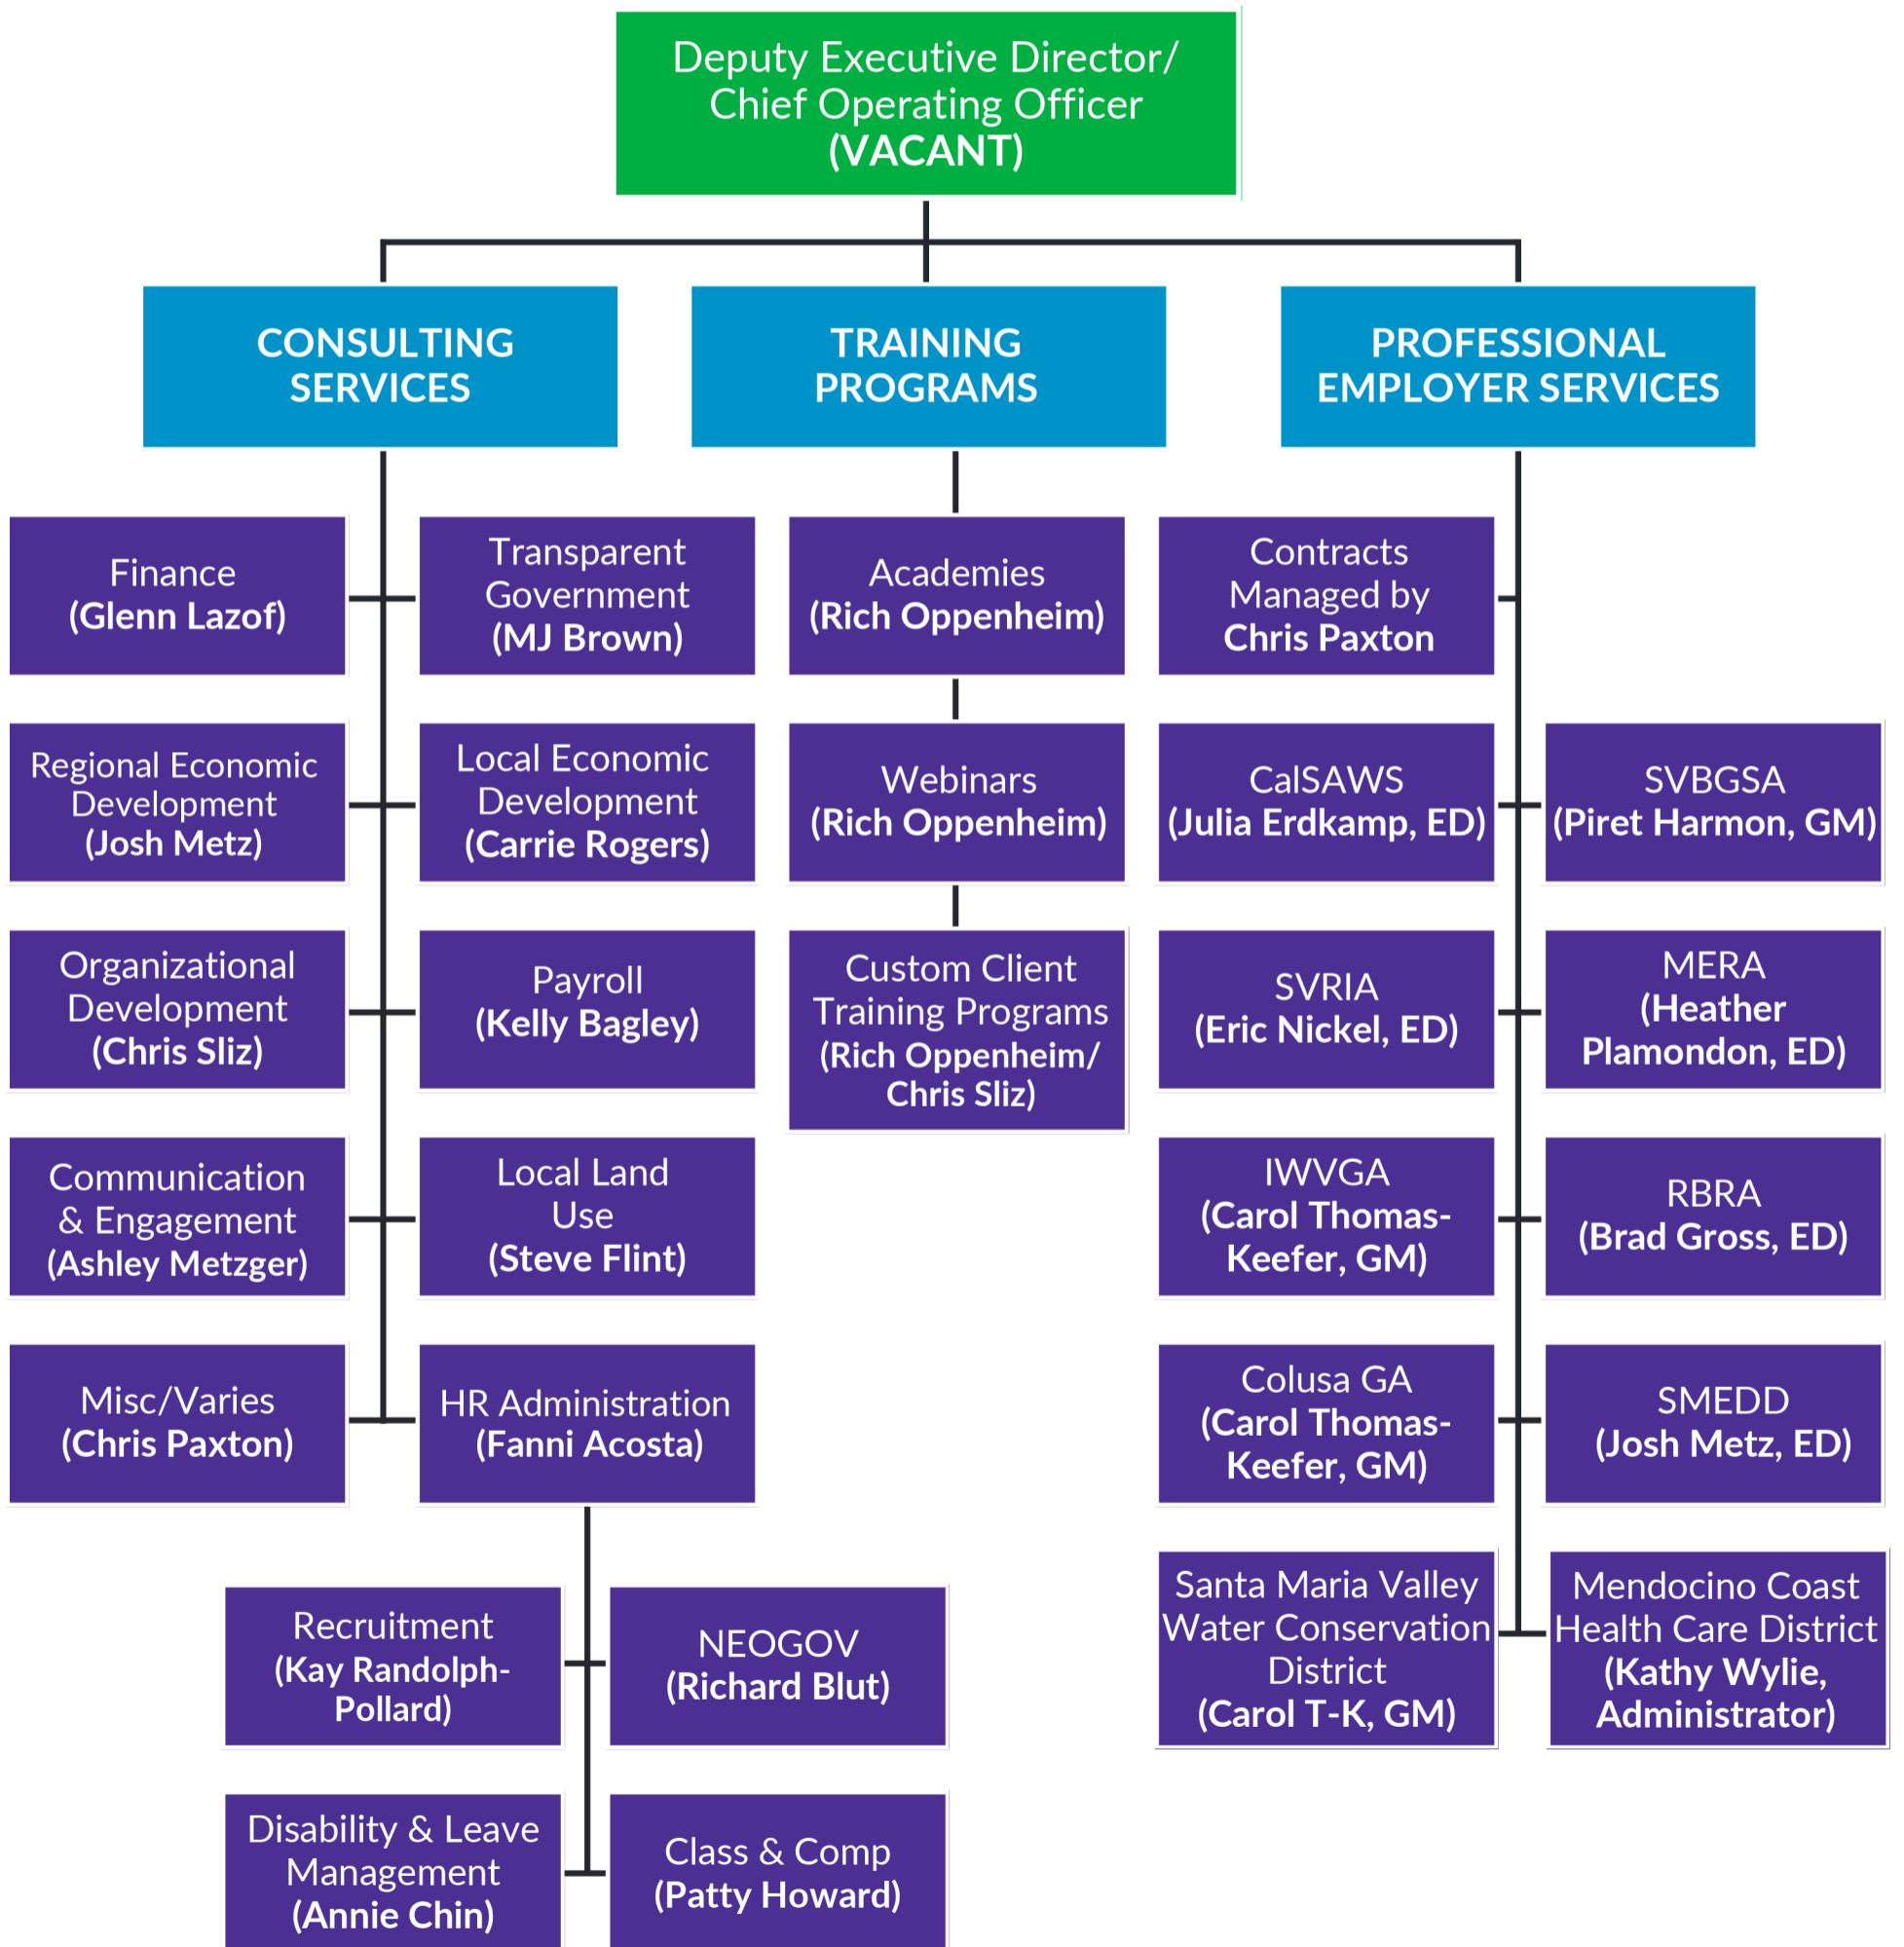 Deputy Executive Director/
Chief Operating Officer
(VACANT)
CONSULTING
SERVICES
TRAINING
PROGRAMS
PROFESSIONAL
EMPLOYER SERVICES
Finance
(Glenn Lazof)
Transparent
Government
(MJ Brown)
Academies
(Rich Oppenheim)
Contracts
Managed by
Chris Paxton
Regional Economic
Development
(Josh Metz)
Local Economic
Development
(Carrie Rogers)
Webinars
(Rich Oppenheim)
CalSAWS
(Julia Erdkamp, ED)
SVBGSA
(Piret Harmon, GM)
Organizational
Development
(Chris Sliz)
Payroll
(Kelly Bagley)
Custom Client
Training Programs
(Rich Oppenheim/
Chris Sliz)
SVRIA
(Eric Nickel, ED)
MERA
(Heather
Plamondon, ED)
Communication
& Engagement
(Ashley Metzger)
Local Land
Use
(Steve Flint)
IWVGA
(Carol Thomas-
Keefer, GM)
RBRA
(Brad Gross, ED)
Misc/Varies
(Chris Paxton)
HR Administration
(Fanni Acosta)
Colusa GA
(Carol Thomas-
Keefer, GM)
SMEDD
(Josh Metz, ED)
Recruitment
(Kay Randolph-
Pollard)
NEOGOV
(Richard Blut)
Santa Maria Valley
Water Conservation
District
(Carol T-K, GM)
Mendocino Coast
Health Care District
(Kathy Wylie,
Administrator)
Disability & Leave
Management
(Annie Chin)
Class & Comp
(Patty Howard)